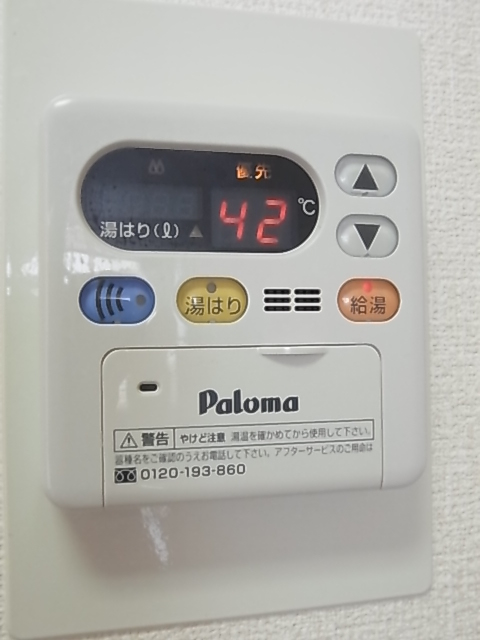 優先
湯はり(ℓ) ▲ 42 ℃
▲
▼
湯はり 給湯
Paloma
警告 やけど注意 湯温を確かめてから使用して下さい。
器種名をご確認のうえお電話して下さい。アフターサービスのご用命は
0120-193-860